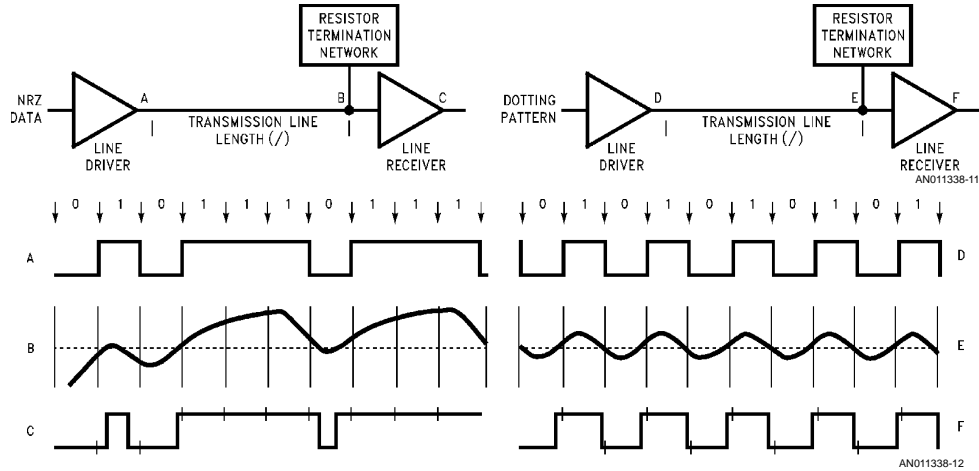 RESISTOR
TERMINATION
NETWORK
NRZ
DATA
A
B
C
TRANSMISSION LINE
LENGTH (/)
LINE
DRIVER
LINE
RECEIVER
RESISTOR
TERMINATION
NETWORK
DOTTING
PATTERN
D
E
F
TRANSMISSION LINE
LENGTH (/)
LINE
DRIVER
LINE
RECEIVER
AN011338-11
0 1 0 1 1 1 0 1 1 1
0 1 0 1 0 1 0 1 0 1
A
D
B
E
C
F
AN011338-12